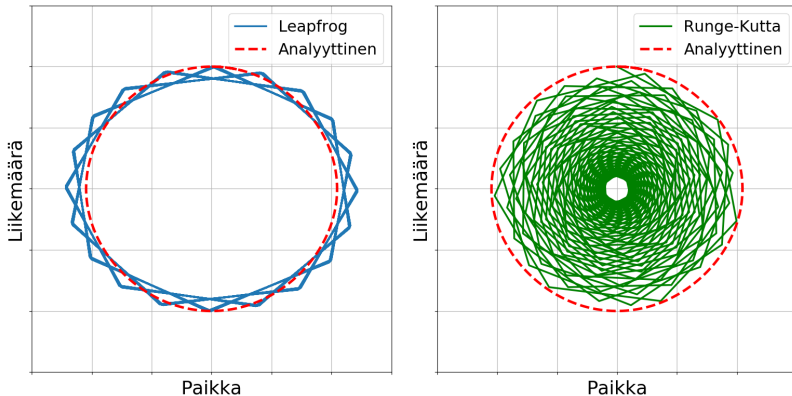 Leapfrog
Analyyttinen
Liikemäärä
Paikka
Runge-Kutta
Analyyttinen
Liikemäärä
Paikka